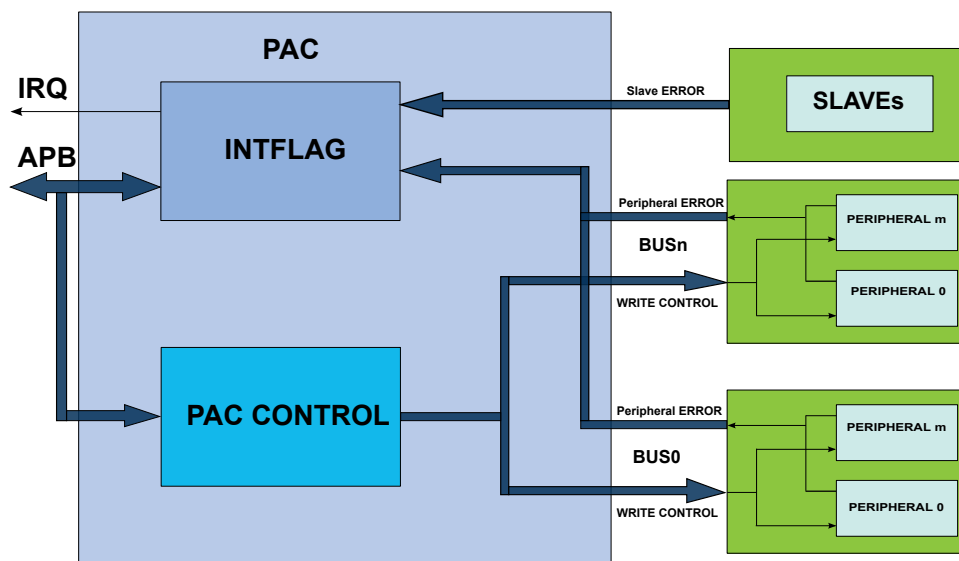 PAC
IRQ
INTFLAG
APB
Slave ERROR
SLAVEs
Peripheral ERROR
BUSn
WRITE CONTROL
PERIPHERAL m
PERIPHERAL 0
PAC CONTROL
Peripheral ERROR
BUS0
WRITE CONTROL
PERIPHERAL m
PERIPHERAL 0